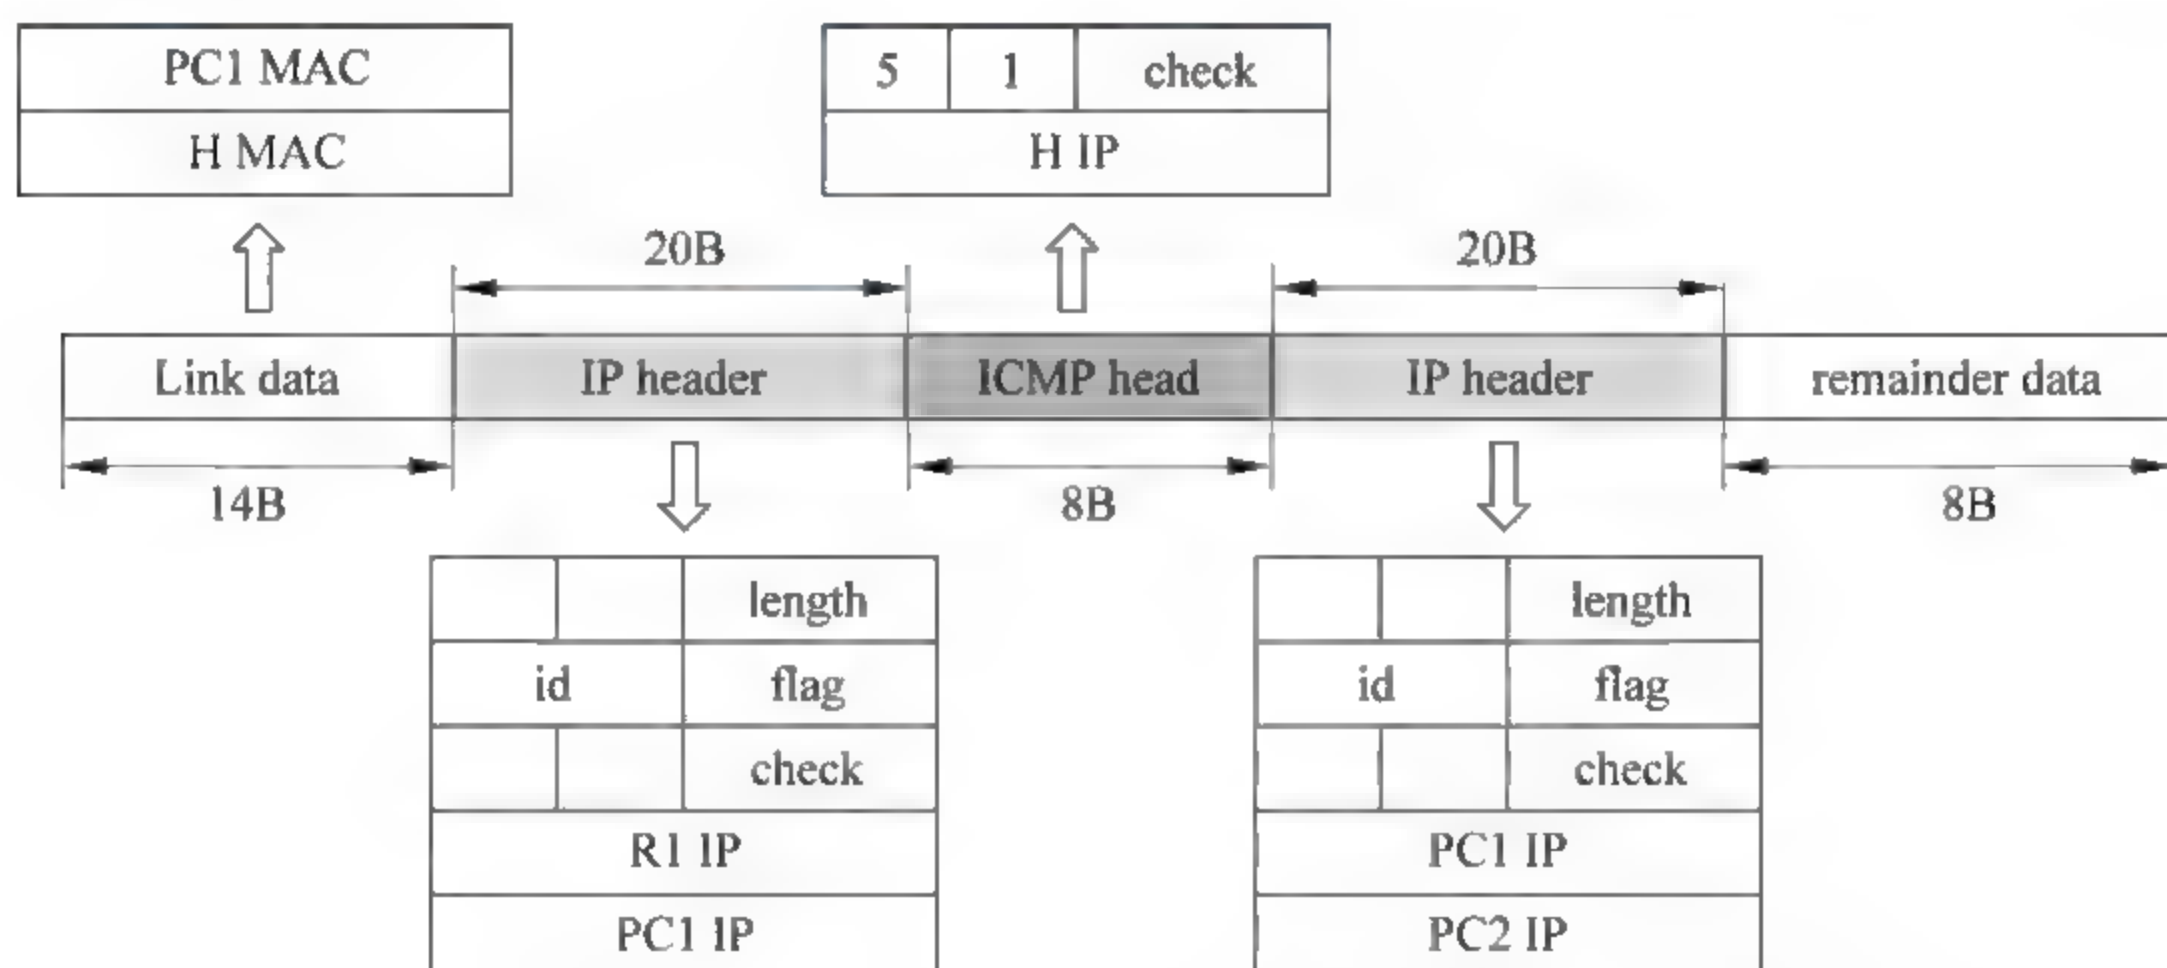 PC1 MAC
H MAC
5 1 check
H IP
20B 20B
Link data IP header ICMP head IP header remainder data
14B 8B 8B
length length
id flag id flag
check check
R1 IP PC1 IP
PC1 IP PC2 IP